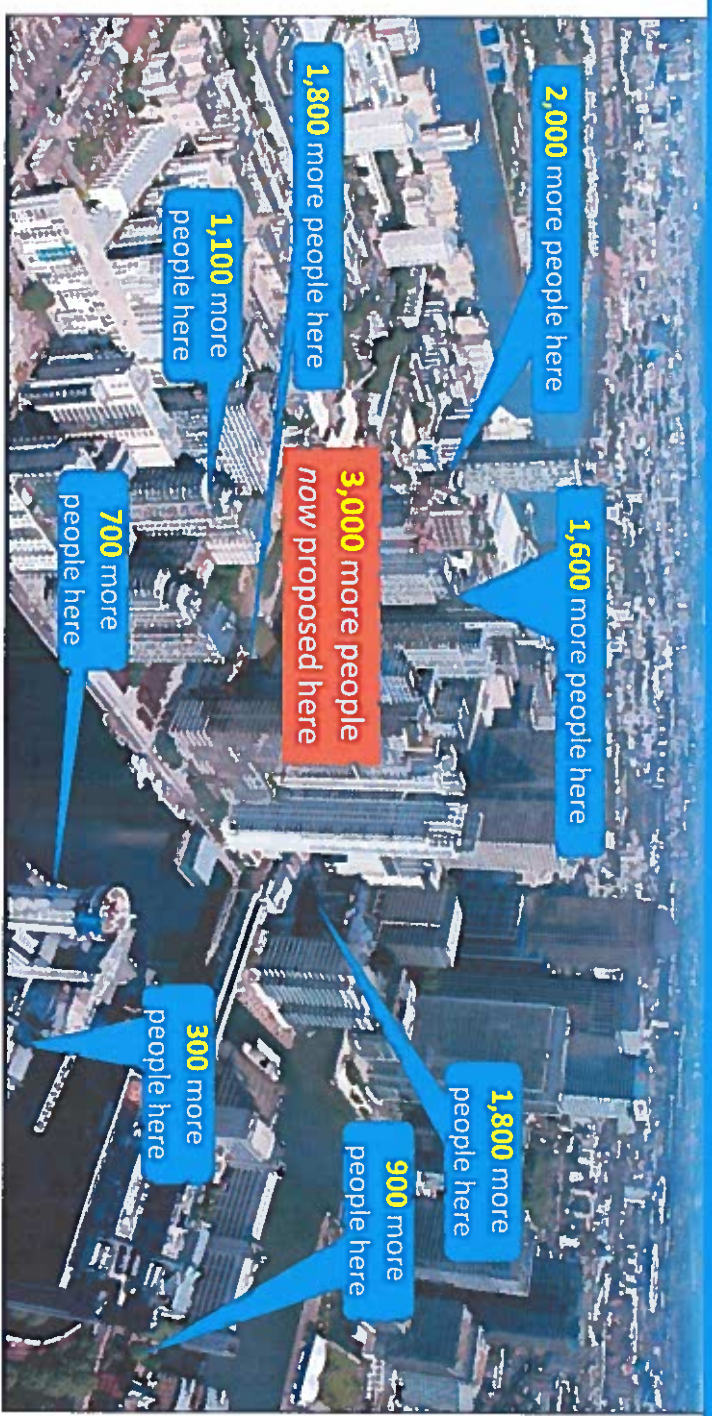 2,000 more people here
1,600 more people here
1,800 more people here
3,000 more people
now proposed here
1,800 more
people here
1,100 more
people here
900 more
people here
700 more
people here
300 more
people here